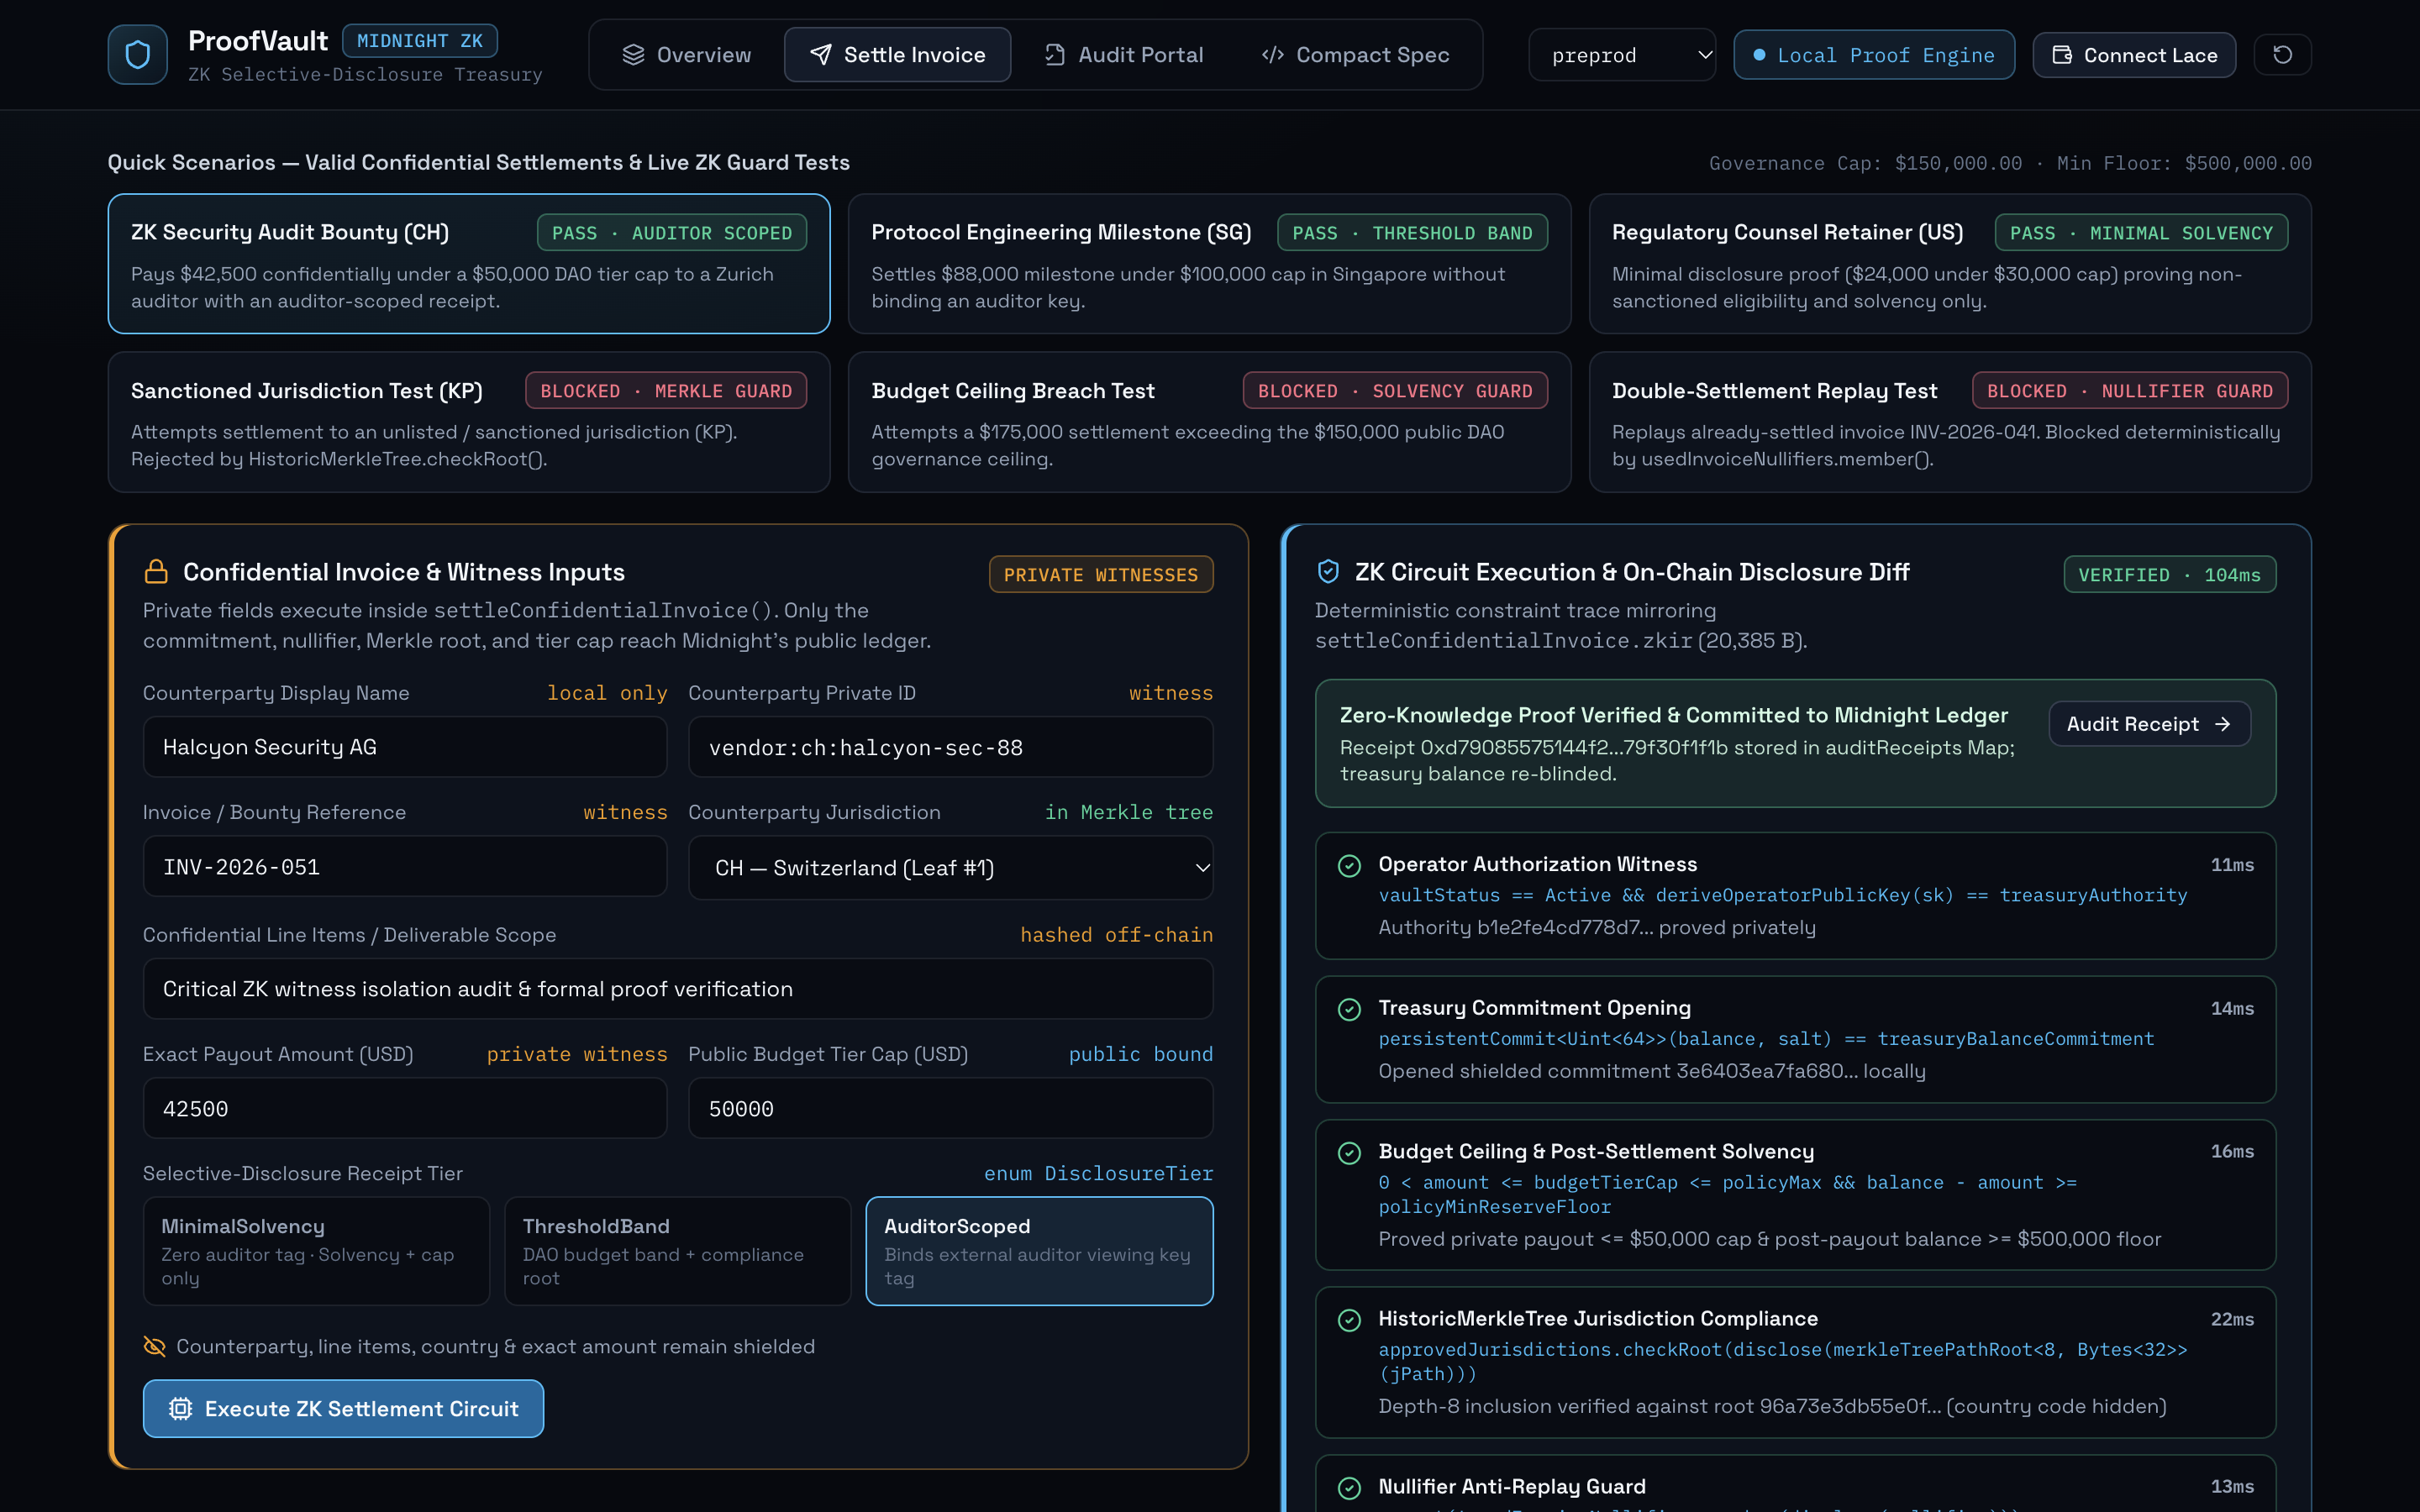 ProofVault MIDNIGHT ZK
ZK Selective-Disclosure Treasury
Overview
Settle Invoice
Audit Portal
Compact Spec
preprod
Local Proof Engine
Connect Lace
Quick Scenarios — Valid Confidential Settlements & Live ZK Guard Tests
Governance Cap: $150,000.00 · Min Floor: $500,000.00
ZK Security Audit Bounty (CH)
PASS · AUDITOR SCOPED
Pays $42,500 confidentially under a $50,000 DAO tier cap to a Zurich
auditor with an auditor-scoped receipt.
Protocol Engineering Milestone (SG)
PASS · THRESHOLD BAND
Settles $88,000 milestone under $100,000 cap in Singapore without
binding an auditor key.
Regulatory Counsel Retainer (US)
PASS · MINIMAL SOLVENCY
Minimal disclosure proof ($24,000 under $30,000 cap) proving non-
sanctioned eligibility and solvency only.
Sanctioned Jurisdiction Test (KP)
BLOCKED · MERKLE GUARD
Attempts settlement to an unlisted / sanctioned jurisdiction (KP).
Rejected by HistoricMerkleTree.checkRoot().
Budget Ceiling Breach Test
BLOCKED · SOLVENCY GUARD
Attempts a $175,000 settlement exceeding the $150,000 public DAO
governance ceiling.
Double-Settlement Replay Test
BLOCKED · NULLIFIER GUARD
Replays already-settled invoice INV-2026-041. Blocked deterministically
by usedInvoiceNullifiers.member().
Confidential Invoice & Witness Inputs
PRIVATE WITNESSES
Private fields execute inside settleConfidentialInvoice(). Only the
commitment, nullifier, Merkle root, and tier cap reach Midnight's public ledger.
Counterparty Display Name
local only
Halcyon Security AG
Counterparty Private ID
witness
vendor:ch:halcyon-sec-88
Invoice / Bounty Reference
witness
INV-2026-051
Counterparty Jurisdiction
in Merkle tree
CH — Switzerland (Leaf #1)
Confidential Line Items / Deliverable Scope
hashed off-chain
Critical ZK witness isolation audit & formal proof verification
Exact Payout Amount (USD)
private witness
42500
Public Budget Tier Cap (USD)
public bound
50000
Selective-Disclosure Receipt Tier
enum DisclosureTier
MinimalSolvency
Zero auditor tag · Solvency + cap
only
ThresholdBand
DAO budget band + compliance
root
AuditorScoped
Binds external auditor viewing key
tag
Counterparty, line items, country & exact amount remain shielded
Execute ZK Settlement Circuit
ZK Circuit Execution & On-Chain Disclosure Diff
VERIFIED · 104ms
Deterministic constraint trace mirroring
settleConfidentialInvoice.zkir (20,385 B).
Zero-Knowledge Proof Verified & Committed to Midnight Ledger
Receipt 0xd79085575144f2...79f30f1f1b stored in auditReceipts Map;
treasury balance re-blinded.
Audit Receipt →
Operator Authorization Witness
11ms
vaultStatus == Active && deriveOperatorPublicKey(sk) == treasuryAuthority
Authority b1e2fe4cd778d7... proved privately
Treasury Commitment Opening
14ms
persistentCommit<Uint<64>>(balance, salt) == treasuryBalanceCommitment
Opened shielded commitment 3e6403ea7fa680... locally
Budget Ceiling & Post-Settlement Solvency
16ms
0 < amount <= budgetTierCap <= policyMax && balance - amount >=
policyMinReserveFloor
Proved private payout <= $50,000 cap & post-payout balance >= $500,000 floor
HistoricMerkleTree Jurisdiction Compliance
22ms
approvedJurisdictions.checkRoot(disclose(merkleTreePathRoot<8, Bytes<32>>
(jPath)))
Depth-8 inclusion verified against root 96a73e3db55e0f... (country code hidden)
Nullifier Anti-Replay Guard
13ms